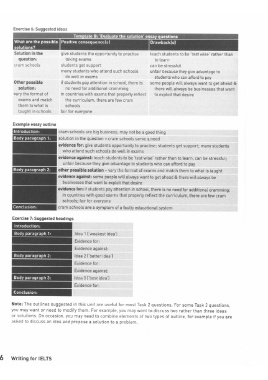 Exercise 6: Suggested ideas
Template B: 'Evaluate the solution' essay questions
What are the possible solutions?
Positive consequence(s)
Drawback(s)
Solution in the question:
cram schools
give students the opportunity to practise taking exams
students get support
many students who attend such schools do well in exams
teach students to be 'test-wise' rather than to learn
can be stressful
unfair because they give advantage to students who can afford to pay
Other possible solution:
vary the format of exams and match them to what is taught in schools
if students pay attention in school, there is no need for additional cramming
in countries with exams that properly reflect the curriculum, there are few cram schools
fair for everyone
some people will always want to get ahead & there will always be businesses that want to exploit that desire
Example essay outline
Introduction:
cram schools are big business; may not be a good thing
Body paragraph 1:
solution in the question = cram schools; some good
evidence for: give students opportunity to practise; students get support; many students
who attend such schools do well in exams
evidence against: teach students to be 'test-wise' rather than to learn; can be stressful;
unfair because they give advantage to students who can afford to pay
Body paragraph 2:
other possible solution – vary the format of exams and match them to what is taught
evidence against: some people will always want to get ahead & there will always be
businesses that want to exploit that desire
evidence for: if students pay attention in school, there is no need for additional cramming;
in countries with good exams that properly reflect the curriculum, there are few cram
schools; fair for everyone
Conclusion:
cram schools are a symptom of a faulty educational system
Exercise 7: Suggested headings
Introduction:
Body paragraph 1:
Idea 1 ('weakest' idea):
Evidence for:
Evidence against:
Body paragraph 2:
Idea 2 ('better' idea):
Evidence for:
Evidence against:
Body paragraph 3:
Idea 3 ('best' idea):
Evidence for:
Conclusion:
Note: The outlines suggested in this unit are useful for most Task 2 questions. For some Task 2 questions,
you may want or need to modify them. For example, you may want to discuss two rather than three ideas
or solutions. On occasion, you may need to combine elements of two types of outline, for example if you are
asked to discuss an idea and propose a solution to a problem.
6 Writing for IELTS